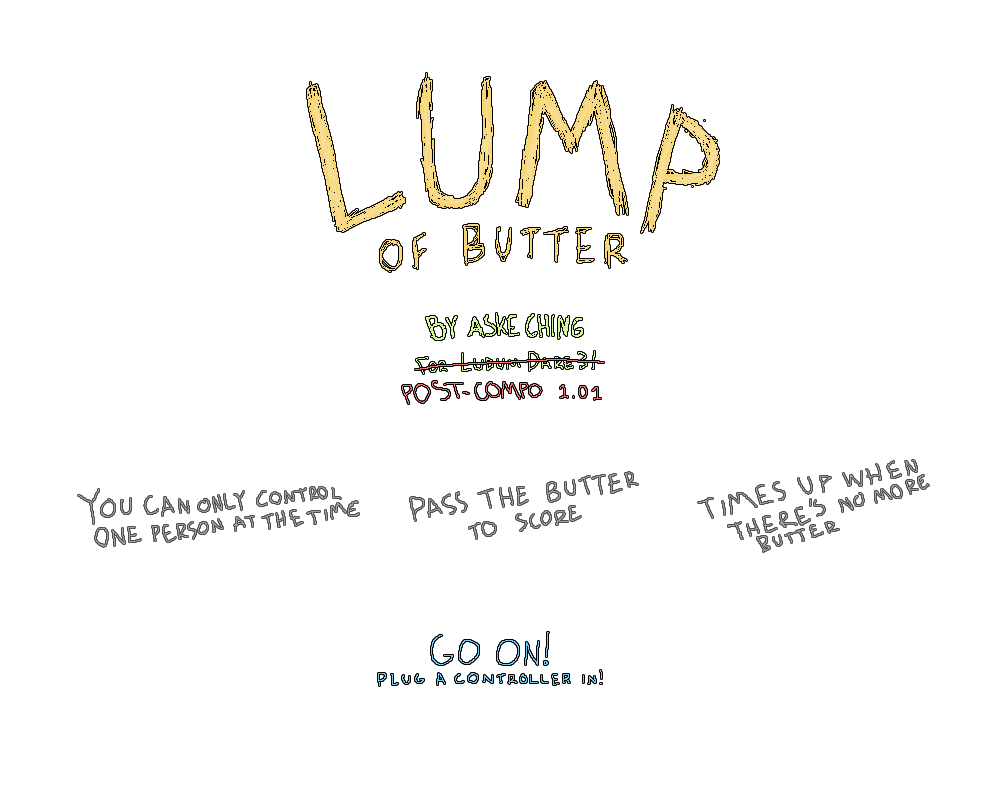 LUMP
OF BUTTER
BY ASKE CHING
FOR LUDUM DARE 31
POST-COMPO 1.01
YOU CAN ONLY CONTROL
ONE PERSON AT THE TIME
PASS THE BUTTER
TO SCORE
TIMES UP WHEN
THERE'S NO MORE
BUTTER
GO ON!
PLUG A CONTROLLER IN!